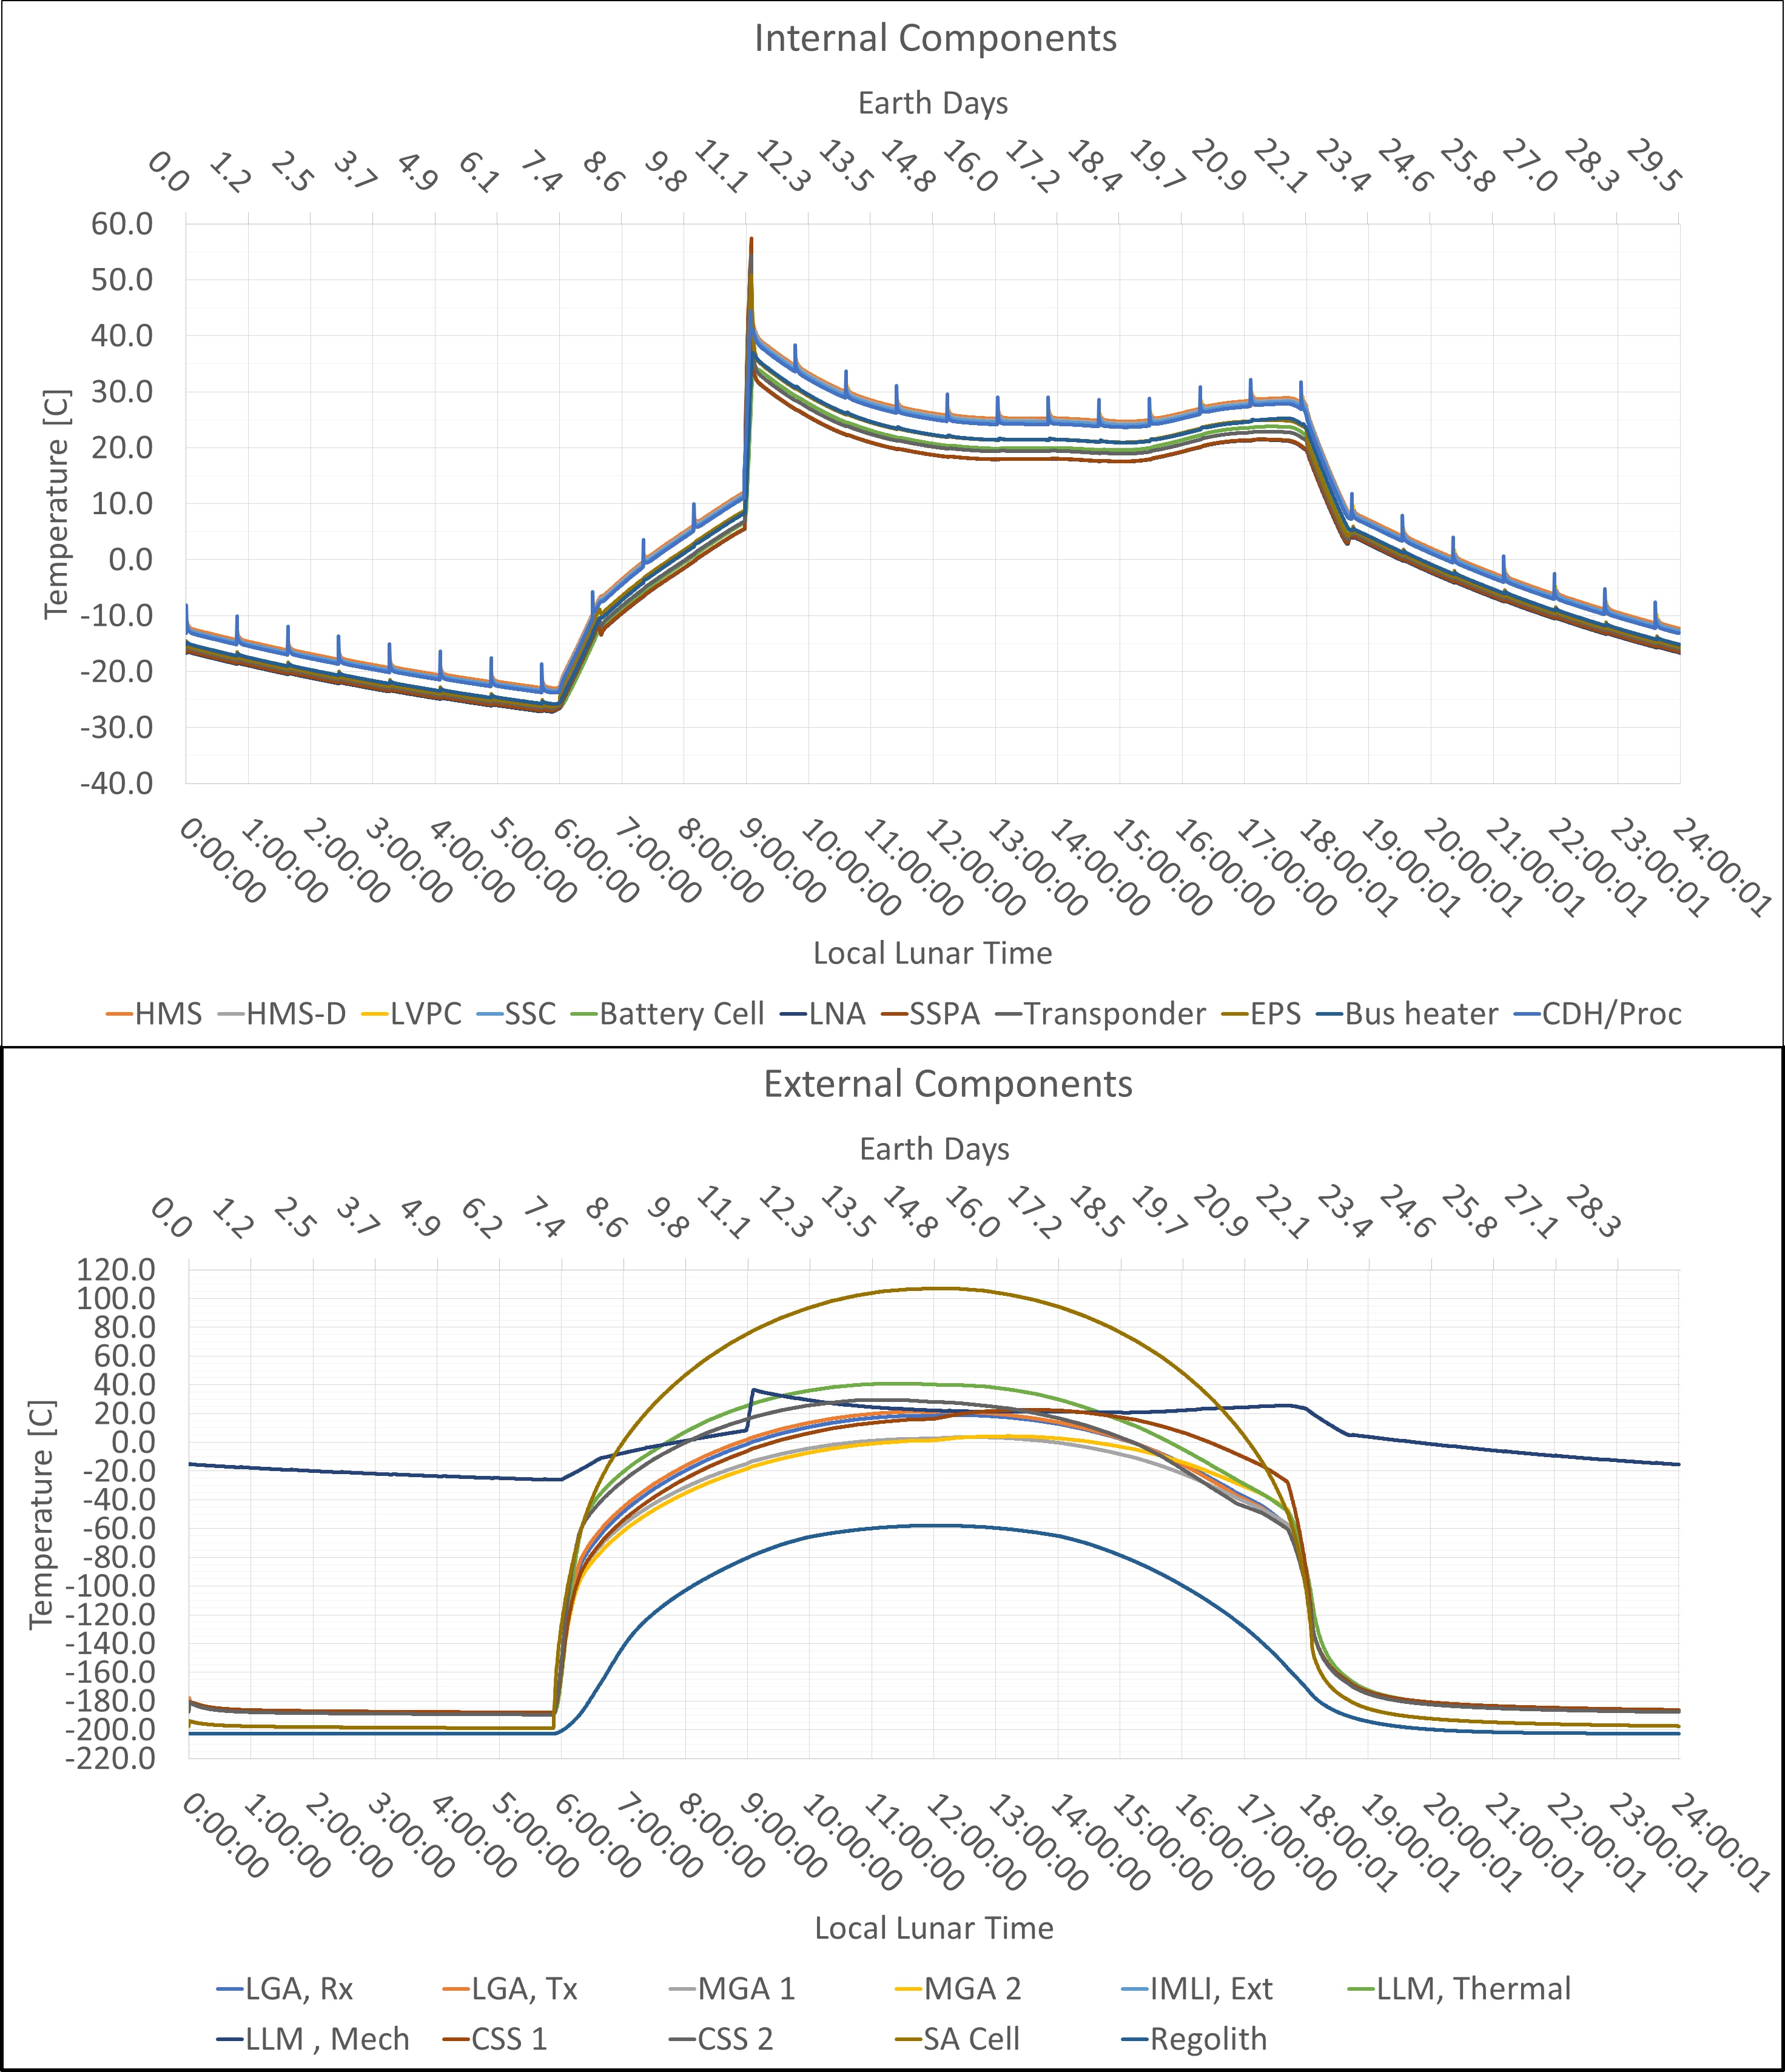 Internal Components
Earth Days
0.0 1.2 2.5 3.7 4.9 6.1 7.4 8.6 9.8 11.1 12.3 13.5 14.8 16.0 17.2 18.4 19.7 20.9 22.1 23.4 24.6 25.8 27.0 28.3 29.5
60.0
50.0
40.0
30.0
20.0
10.0
0.0
-10.0
-20.0
-30.0
-40.0
Temperature [C]
0:00:00 1:00:00 2:00:00 3:00:00 4:00:00 5:00:00 6:00:00 7:00:00 8:00:00 9:00:00 10:00:00 11:00:00 12:00:00 13:00:00 14:00:00 15:00:00 16:00:00 17:00:00 18:00:01 19:00:01 20:00:01 21:00:01 22:00:01 23:00:01 24:00:01
Local Lunar Time
HMS HMS-D LVPC SSC Battery Cell LNA SSPA Transponder EPS Bus heater CDH/Proc
External Components
Earth Days
0.0 1.2 2.5 3.7 4.9 6.2 7.4 8.6 9.8 11.1 12.3 13.5 14.8 16.0 17.2 18.5 19.7 20.9 22.1 23.4 24.6 25.8 27.1 28.3
120.0
100.0
80.0
60.0
40.0
20.0
0.0
-20.0
-40.0
-60.0
-80.0
-100.0
-120.0
-140.0
-160.0
-180.0
-200.0
-220.0
Temperature [C]
0:00:00 1:00:00 2:00:00 3:00:00 4:00:00 5:00:00 6:00:00 7:00:00 8:00:00 9:00:00 10:00:00 11:00:00 12:00:00 13:00:00 14:00:00 15:00:00 16:00:00 17:00:00 18:00:01 19:00:01 20:00:01 21:00:01 22:00:01 23:00:01 24:00:01
Local Lunar Time
LGA, Rx LGA, Tx MGA 1 MGA 2 IMLI, Ext LLM, Thermal
LLM , Mech CSS 1 CSS 2 SA Cell Regolith